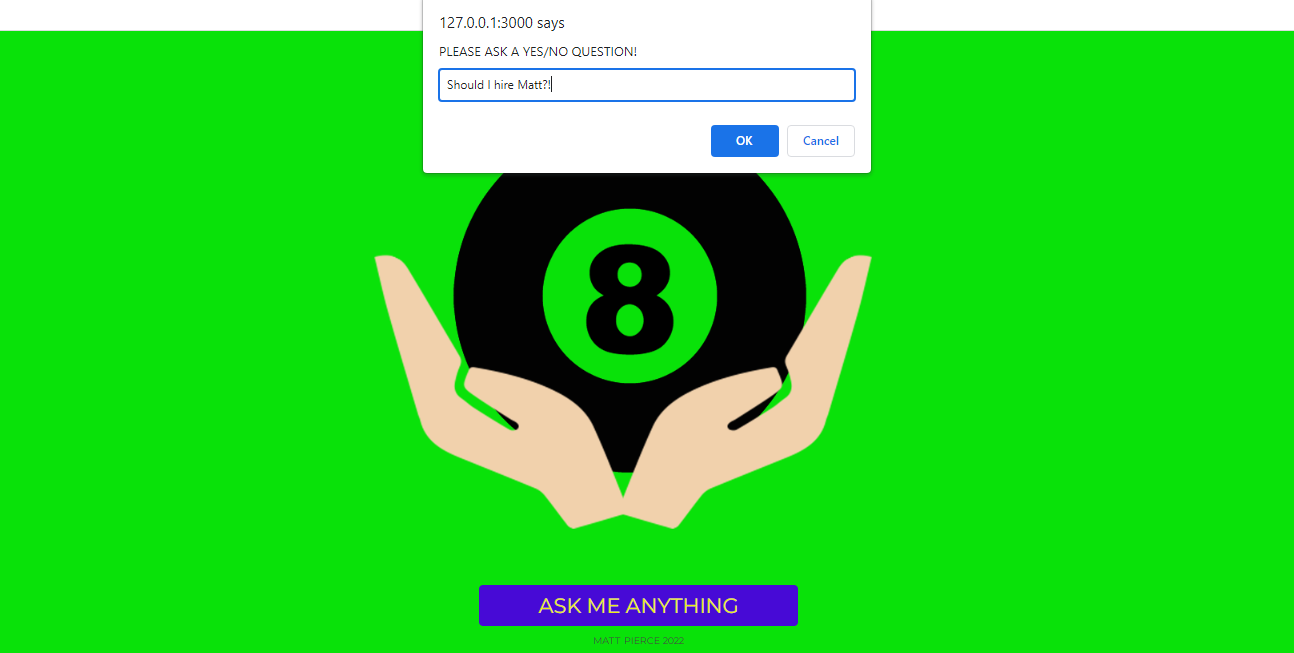 127.0.0.1:3000 says
PLEASE ASK A YES/NO QUESTION!
Should I hire Matt?!
OK
Cancel
8
ASK ME ANYTHING
MATT PIERCE 2022